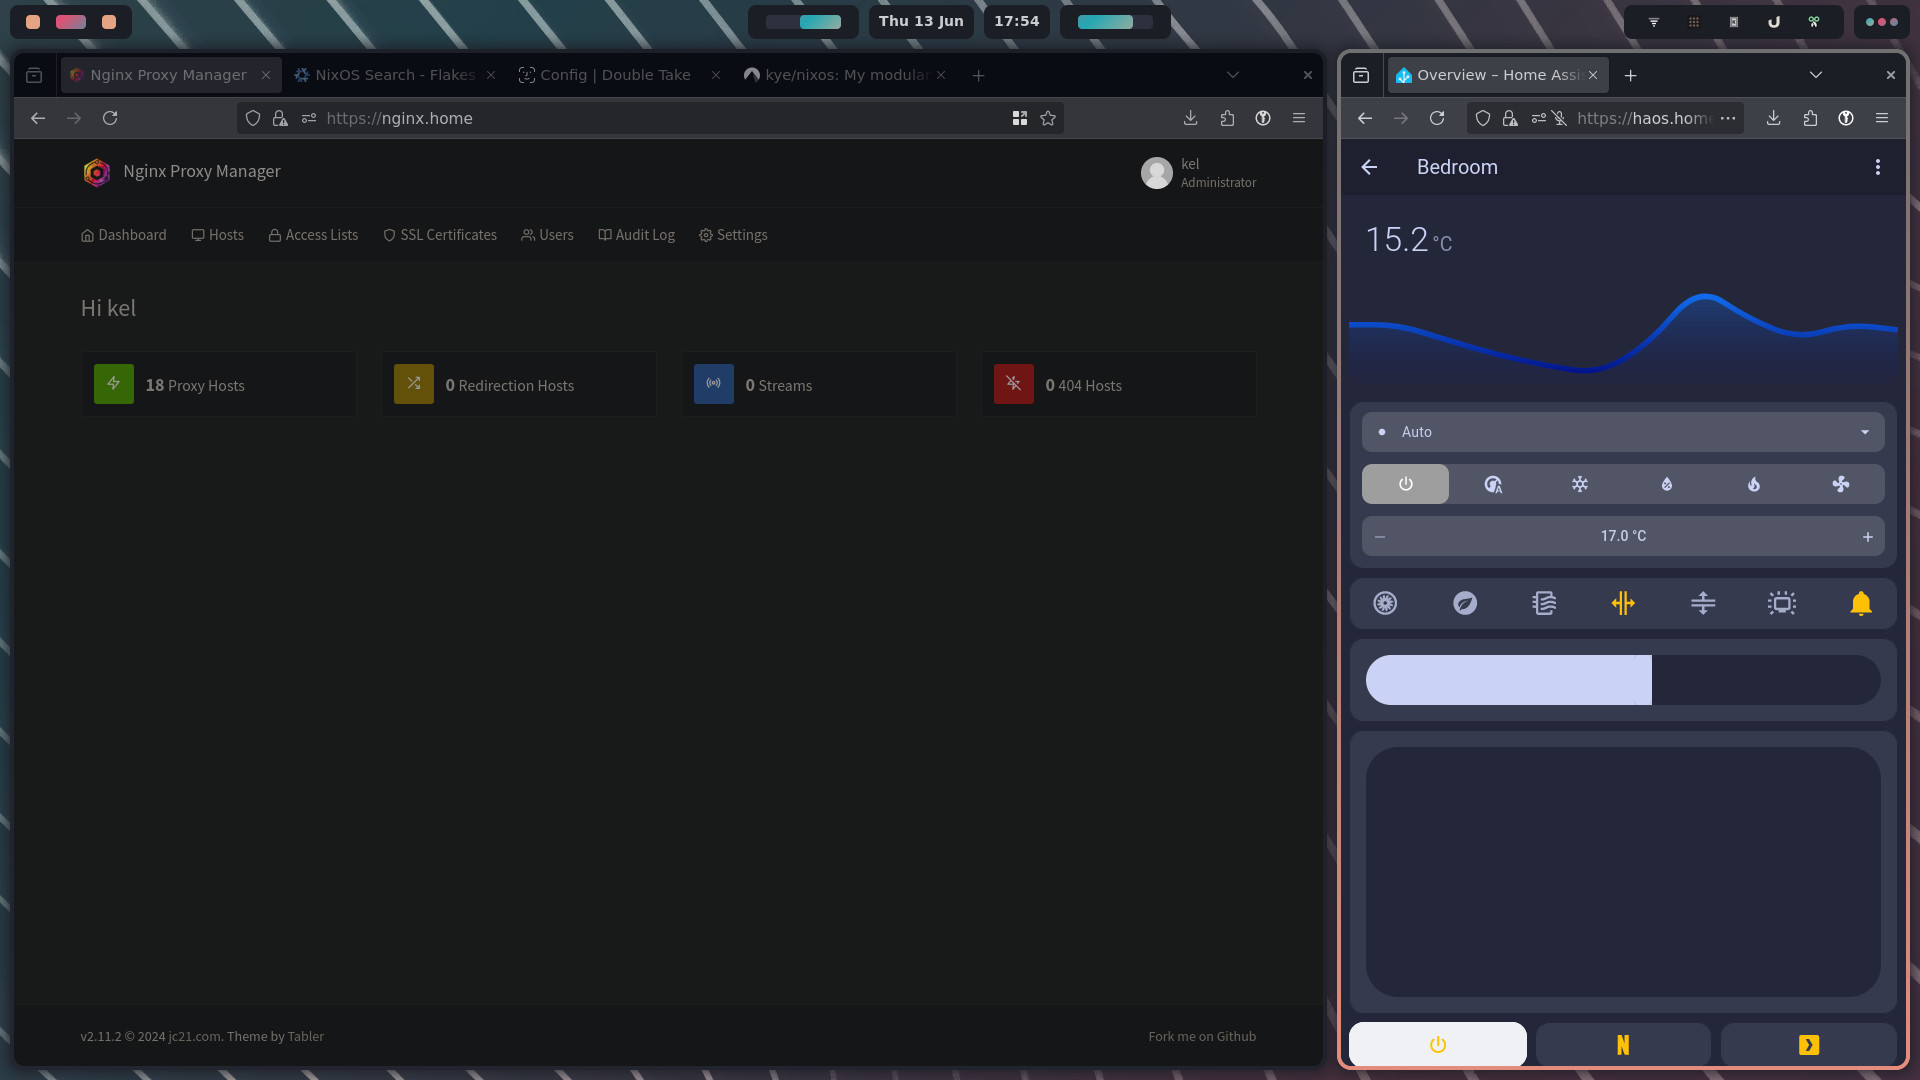 Thu 13 Jun
17:54
Nginx Proxy Manager
NixOS Search - Flakes
Config | Double Take
kye/nixos: My modular
https://nginx.home
Nginx Proxy Manager
kel
Administrator
Dashboard
Hosts
Access Lists
SSL Certificates
Users
Audit Log
Settings
Hi kel
18 Proxy Hosts
0 Redirection Hosts
0 Streams
0 404 Hosts
v2.11.2 © 2024 jc21.com. Theme by Tabler
Fork me on Github
Overview – Home Assi
https://haos.hom
Bedroom
15.2 °C
Auto
17.0 °C